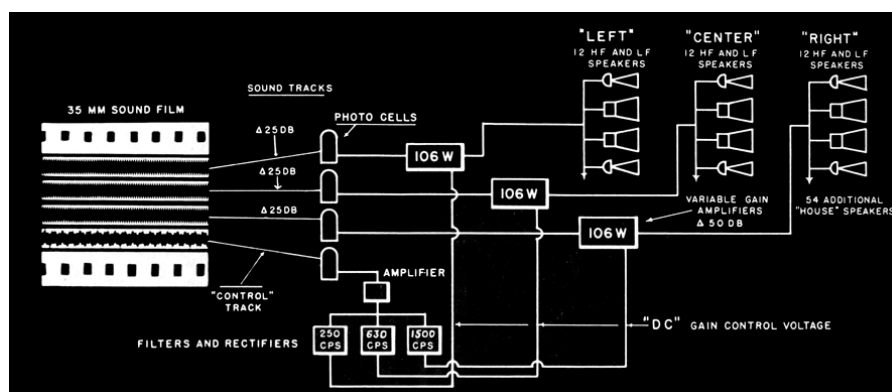 "LEFT"
12 HF AND LF
SPEAKERS
"CENTER"
12 HF AND LF
SPEAKERS
"RIGHT"
12 HF AND LF
SPEAKERS
35 MM SOUND FILM
SOUND TRACKS
PHOTO CELLS
Δ25DB
Δ25DB
Δ25DB
106 W
106 W
106 W
VARIABLE GAIN
AMPLIFIERS
Δ 50 DB
54 ADDITIONAL
"HOUSE" SPEAKERS
"CONTROL"
TRACK
AMPLIFIER
FILTERS AND RECTIFIERS
250
CPS
630
CPS
1500
CPS
"DC" GAIN CONTROL VOLTAGE